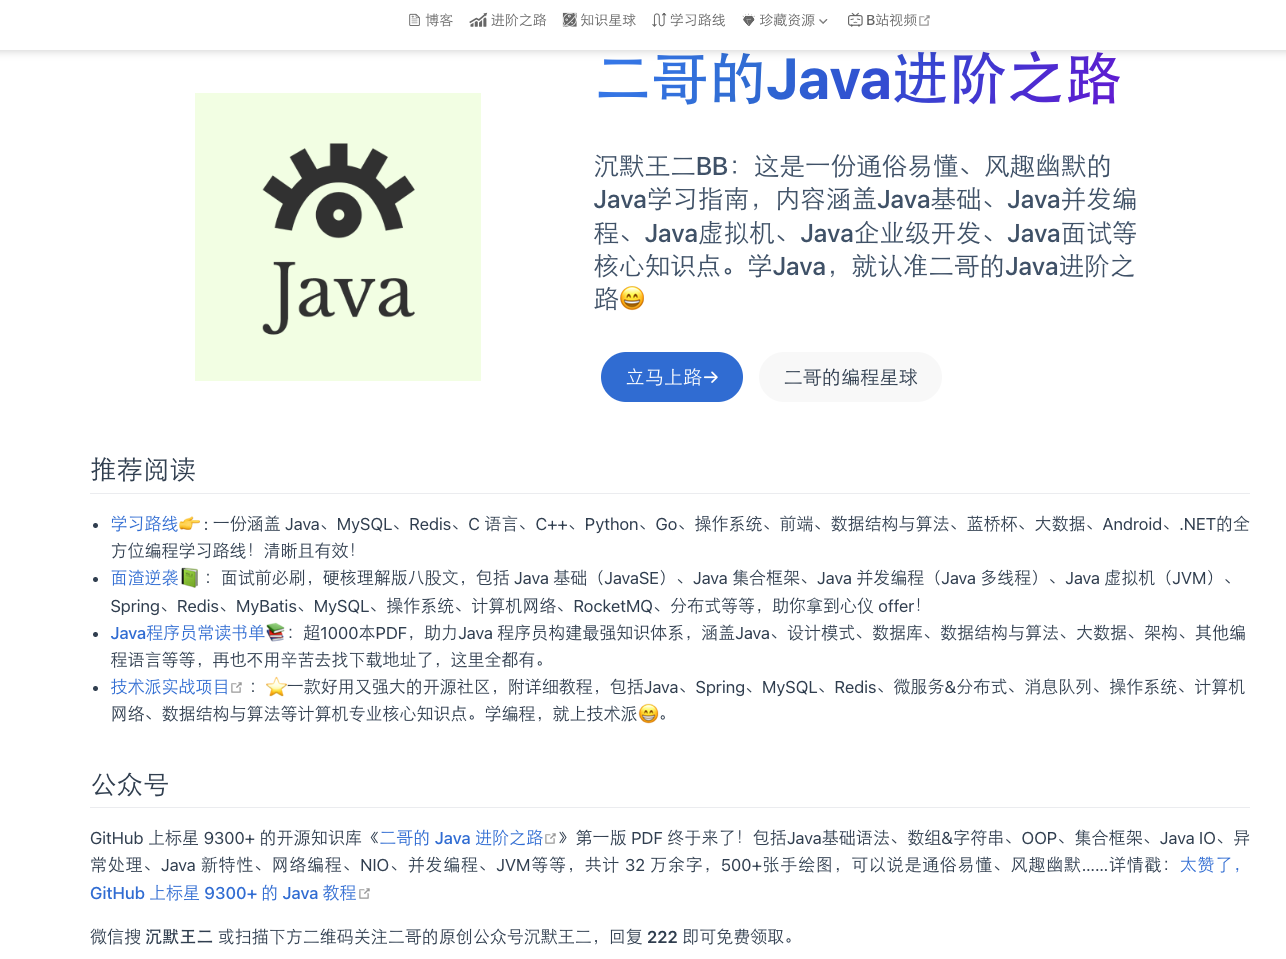 博客 进阶之路 知识星球 学习路线 珍藏资源 B站视频
二哥的Java进阶之路
Java
沉默王二BB：这是一份通俗易懂、风趣幽默的
Java学习指南，内容涵盖Java基础、Java并发编
程、Java虚拟机、Java企业级开发、Java面试等
核心知识点。学Java，就认准二哥的Java进阶之
路😄
立马上路→ 二哥的编程星球
推荐阅读
学习路线👉 : 一份涵盖 Java、MySQL、Redis、C 语言、C++、Python、Go、操作系统、前端、数据结构与算法、蓝桥杯、大数据、Android、.NET的全
方位编程学习路线！清晰且有效！
面渣逆袭📗 ：面试前必刷，硬核理解版八股文，包括 Java 基础（JavaSE）、Java 集合框架、Java 并发编程（Java 多线程）、Java 虚拟机（JVM）、
Spring、Redis、MyBatis、MySQL、操作系统、计算机网络、RocketMQ、分布式等等，助你拿到心仪 offer！
Java程序员常读书单📚：超1000本PDF，助力Java 程序员构建最强知识体系，涵盖Java、设计模式、数据库、数据结构与算法、大数据、架构、其他编
程语言等等，再也不用辛苦去找下载地址了，这里全都有。
技术派实战项目 ：⭐一款好用又强大的开源社区，附详细教程，包括Java、Spring、MySQL、Redis、微服务&分布式、消息队列、操作系统、计算机
网络、数据结构与算法等计算机专业核心知识点。学编程，就上技术派😁。
公众号
GitHub 上标星 9300+ 的开源知识库《二哥的 Java 进阶之路》第一版 PDF 终于来了！包括Java基础语法、数组&字符串、OOP、集合框架、Java IO、异
常处理、Java 新特性、网络编程、NIO、并发编程、JVM等等，共计 32 万余字，500+张手绘图，可以说是通俗易懂、风趣幽默……详情戳：太赞了，
GitHub 上标星 9300+ 的 Java 教程
微信搜 沉默王二 或扫描下方二维码关注二哥的原创公众号沉默王二，回复 222 即可免费领取。